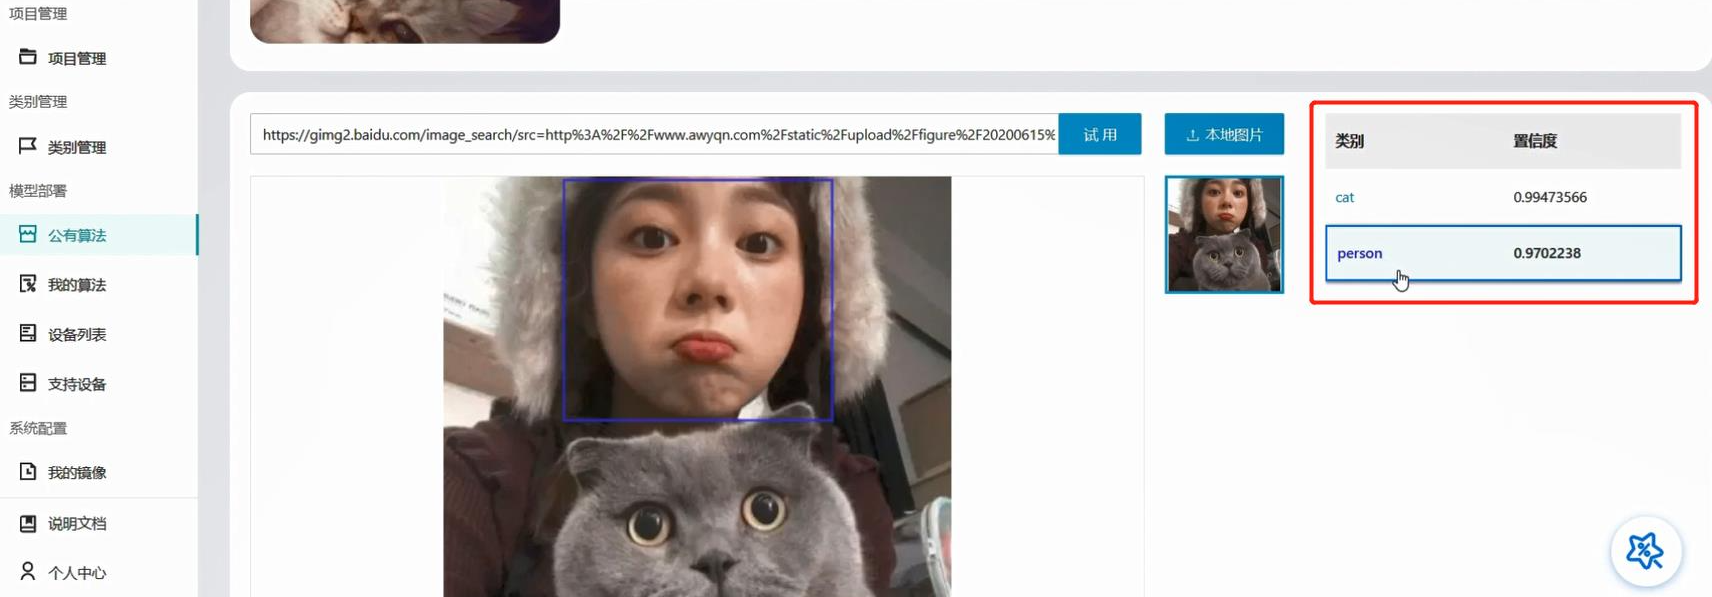 项目管理
项目管理
类别管理
类别管理
模型部署
公有算法
我的算法
设备列表
支持设备
系统配置
我的镜像
说明文档
个人中心
https://gimg2.baidu.com/image_search/src=http%3A%2F%2Fwww.awyqn.com%2Fstatic%2Fupload%2Ffigure%2F20200615%
试 用
本地图片
类别 置信度
cat 0.99473566
person 0.9702238